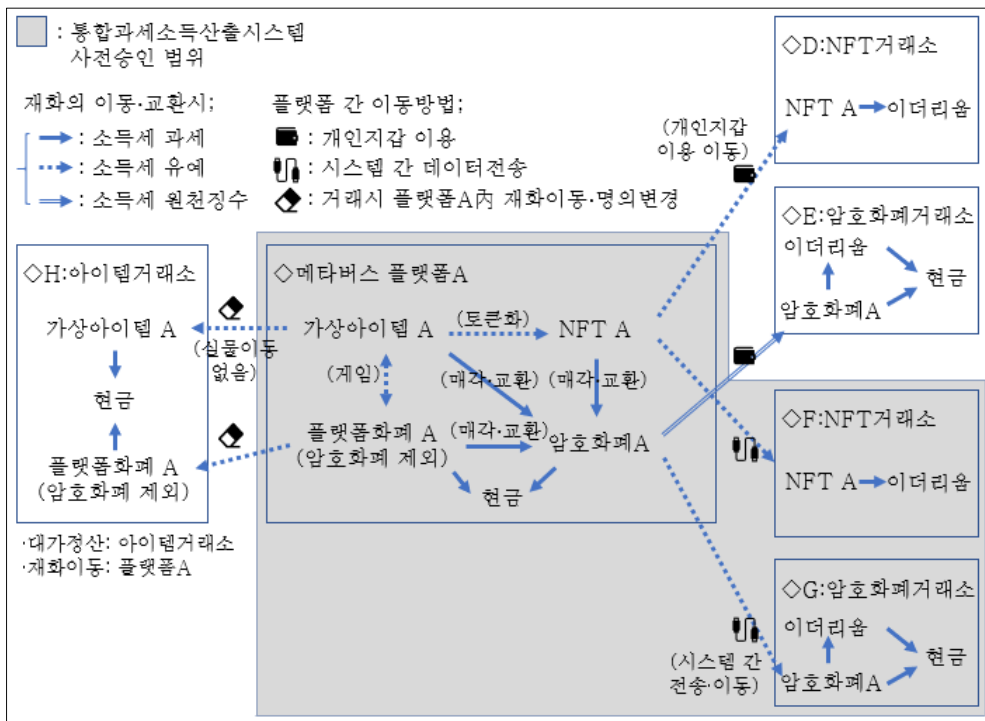 : 통합과세소득산출시스템
사전승인 범위
재화의 이동·교환시;
: 소득세 과세
: 소득세 유예
: 소득세 원천징수
플랫폼 간 이동방법;
: 개인지갑 이용
: 시스템 간 데이터전송
: 거래시 플랫폼A內 재화이동·명의변경
◇D:NFT거래소
NFT A
이더리움
(개인지갑
이용 이동)
◇E:암호화폐거래소
이더리움
현금
암호화폐A
◇H:아이템거래소
가상아이템 A
현금
플랫폼화폐 A
(암호화폐 제외)
(실물이동
없음)
◇메타버스 플랫폼A
가상아이템 A
(토큰화)
NFT A
(게임)
(매각·교환)
(매각·교환)
플랫폼화폐 A
(암호화폐 제외)
(매각·교환)
암호화폐A
현금
◇F:NFT거래소
NFT A
이더리움
·대가정산: 아이템거래소
·재화이동: 플랫폼A
◇G:암호화폐거래소
이더리움
현금
암호화폐A
(시스템 간
전송·이동)